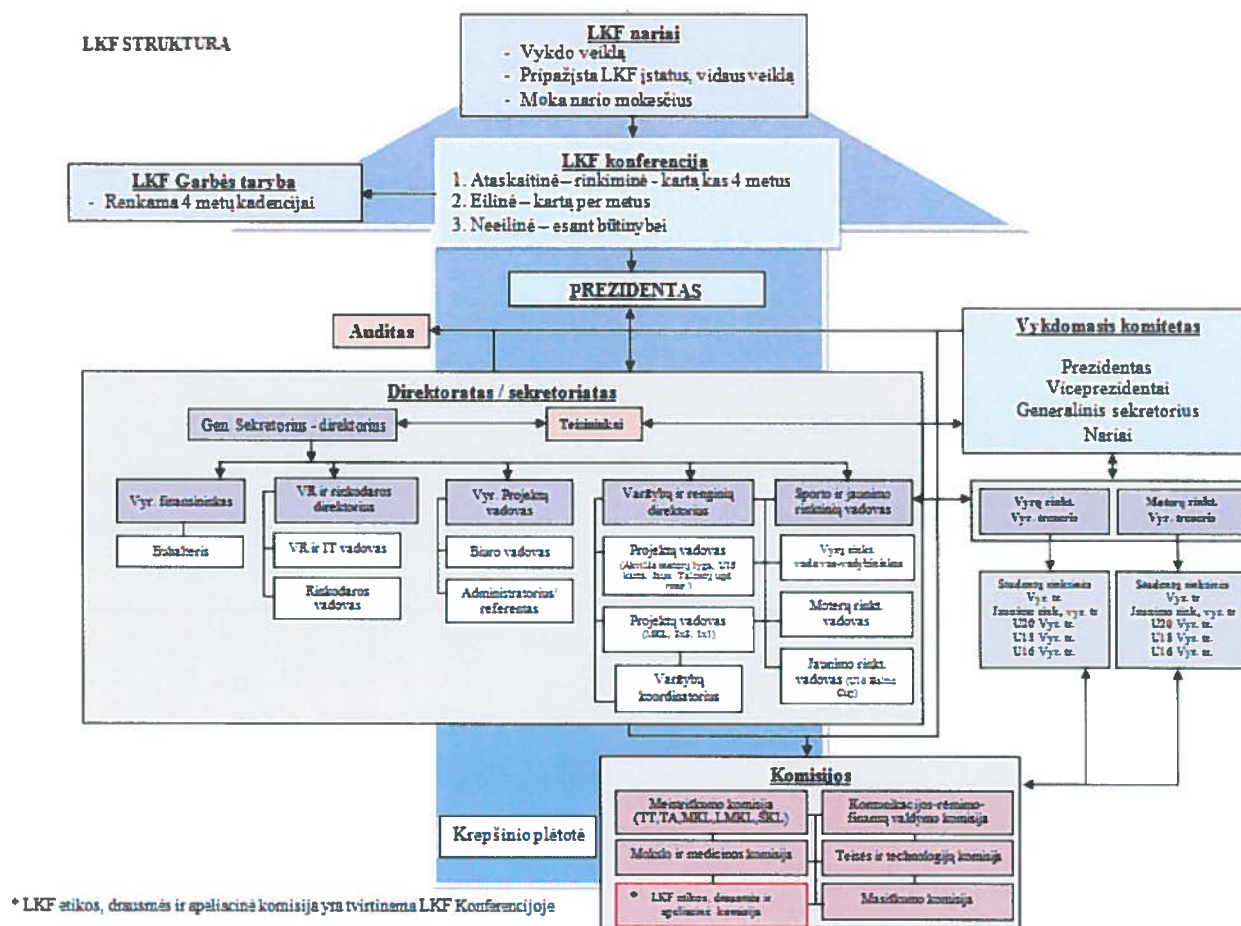 LKF STRUKTURA
LKF nariai
- Vykdo veiklą
- Pripažįsta LKF įstatus, vidaus veiklą
- Moka nario mokesčius
LKF konferencija
1. Ataskaitinė – rinkiminė - kartą kas 4 metus
2. Eilinė – kartą per metus
3. Neeilinė – esant būtinybei
LKF Garbės taryba
- Renkama 4 metų kadencijai
PREZIDENTAS
Auditas
Vykdomasis komitetas
Prezidentas
Viceprezidentai
Generalinis sekretorius
Nariai
Direktoratas / sekretoriatas
Gen. Sekretorius - direktorius
Teisininkai
Vyr. finansininkas
Buhalteris
VR ir rinkodaros
direktorius
VR ir IT vadovas
Rinkodaros
vadovas
Vyr. Projektų
vadovas
Biuro vadovas
Administratorius/
referentas
Varžybų ir renginių
direktorius
Projektų vadovas
Projektų vadovas
Varžybų
koordinatorius
Sporto ir jaunimo
rinktinių vadovas
Vyrų rinkt.
vadovas-vadybininkas
Moterų rinkt.
vadovas
Jaunimo rinkt.
vadovas (U16
Cup)
Vyrų rinkt.
Vyr. treneris
Moterų rinkt.
Vyr. treneris
Studentų rinktinės
Vyr. tr.
Jaunimo rink, vyr. tr
U20 Vyr. tr.
U18 Vyr. tr.
U16 Vyr. tr.
Studentų rinktinės
Vyr. tr
Jaunimo rink, vyr. tr
U20 Vyr. tr.
U18 Vyr. tr.
U16 Vyr. tr.
Komisijos
Meistriškumo komisija
(TT,TA,MKL,LMKL,ŠKL)
Mokslo ir medicinos komisija
* LKF etikos, drausmės ir
apeliacinė komisija
Komunikacijos-rėmimo-
finansų valdymo komisija
Teisės ir technologijų komisija
Masiškumo komisija
Krepšinio plėtotė
* LKF etikos, drausmės ir apeliacinė komisija yra tvirtinama LKF Konferencijoje